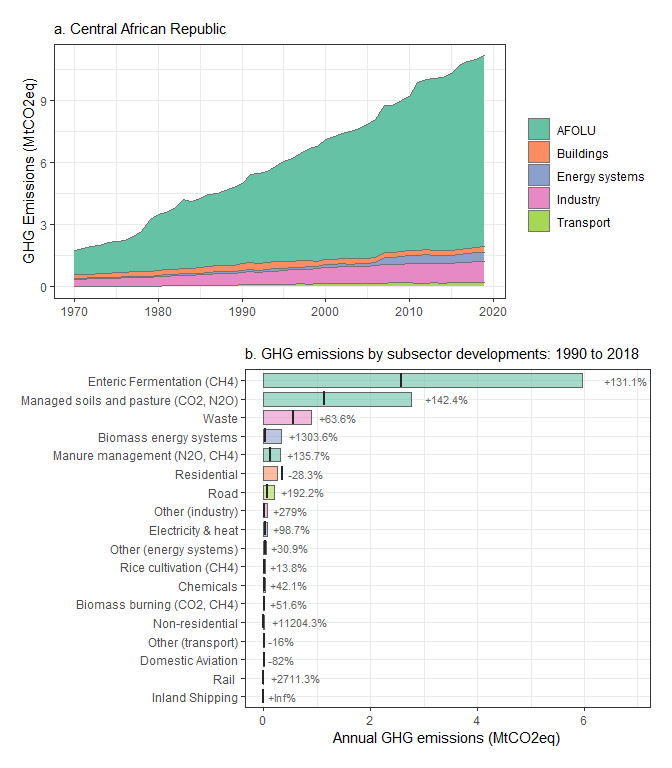 a. Central African Republic
GHG Emissions (MtCO2eq)
9
6
3
0
1970
1980
1990
2000
2010
2020
AFOLU
Buildings
Energy systems
Industry
Transport
b. GHG emissions by subsector developments: 1990 to 2018
Enteric Fermentation (CH4)
+131.1%
Managed soils and pasture (CO2, N2O)
+142.4%
Waste
+63.6%
Biomass energy systems
+1303.6%
Manure management (N2O, CH4)
+135.7%
Residential
-28.3%
Road
+192.2%
Other (industry)
+279%
Electricity & heat
+98.7%
Other (energy systems)
+30.9%
Rice cultivation (CH4)
+13.8%
Chemicals
+42.1%
Biomass burning (CO2, CH4)
+51.6%
Non-residential
+11204.3%
Other (transport)
-16%
Domestic Aviation
-82%
Rail
+2711.3%
Inland Shipping
+Inf%
0
2
4
6
Annual GHG emissions (MtCO2eq)